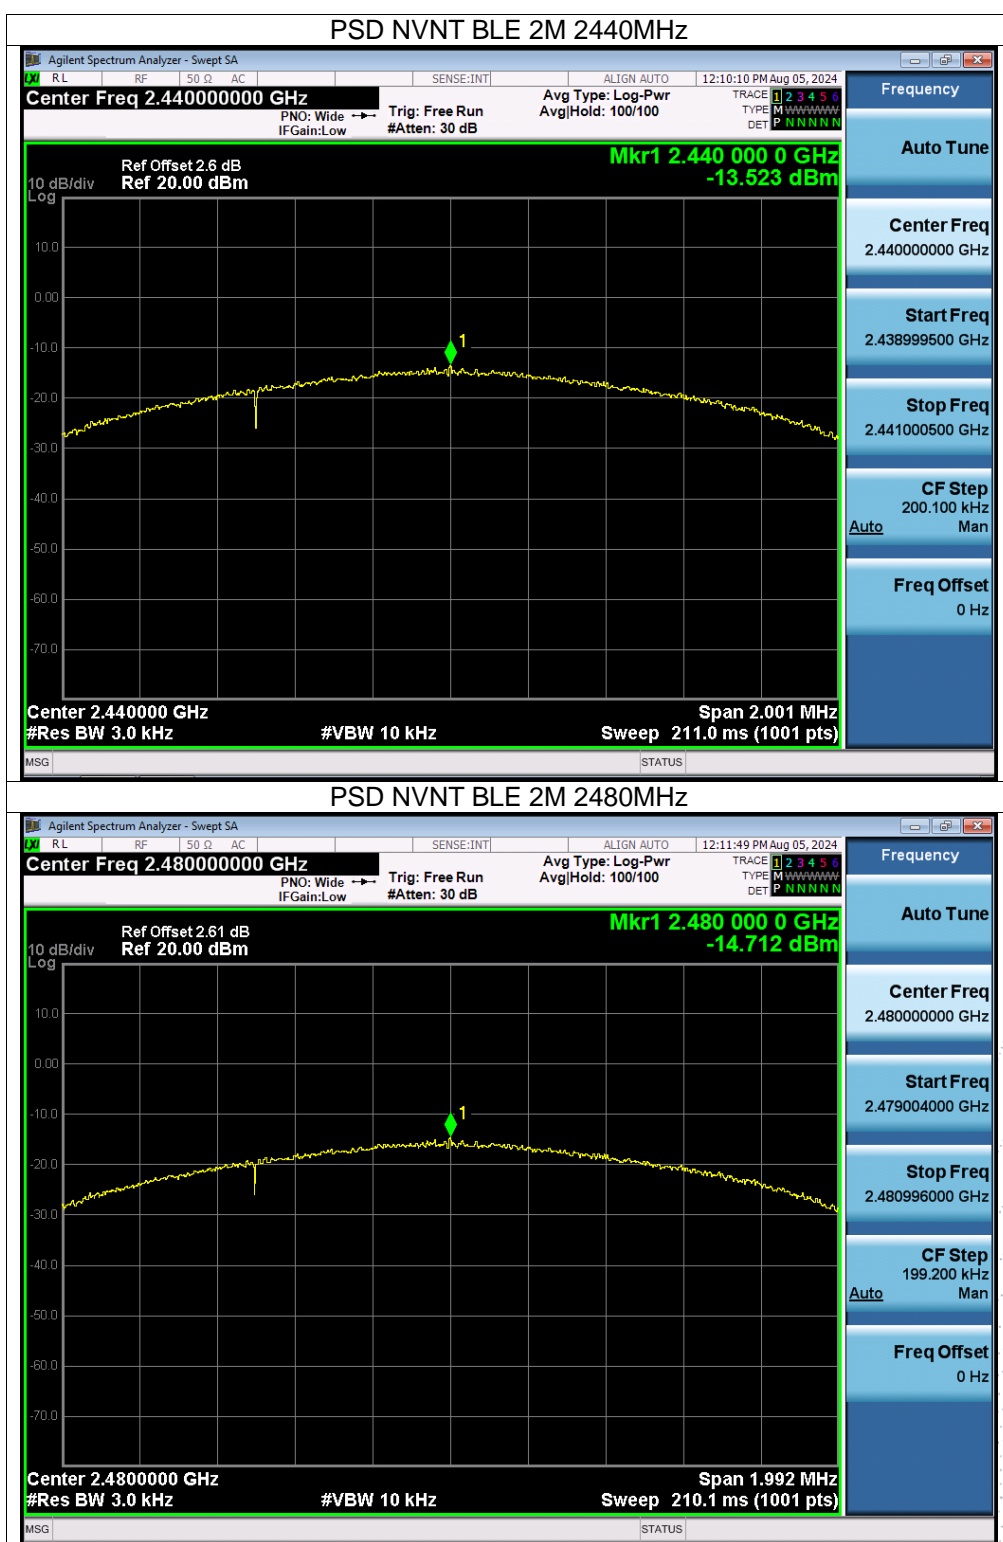 PSD NVNT BLE 2M 2440MHz
Agilent Spectrum Analyzer - Swept SA
LXI RL RF 50 Ω AC SENSE:INT ALIGN AUTO 12:10:10 PM Aug 05, 2024
Center Freq 2.440000000 GHz
PNO: Wide
IFGain:Low
Trig: Free Run
#Atten: 30 dB
Avg Type: Log-Pwr
Avg|Hold: 100/100
TRACE 1 2 3 4 5 6
TYPE M WWWWW
DET P N N N N N
Frequency
Auto Tune
Center Freq
2.440000000 GHz
Start Freq
2.438999500 GHz
Stop Freq
2.441000500 GHz
CF Step
200.100 kHz
Auto Man
Freq Offset
0 Hz
Mkr1 2.440 000 0 GHz
-13.523 dBm
Ref Offset 2.6 dB
10 dB/div Ref 20.00 dBm
Log
10.0
0.00
1
-10.0
-20.0
-30.0
-40.0
-50.0
-60.0
-70.0
Center 2.440000 GHz Span 2.001 MHz
#Res BW 3.0 kHz #VBW 10 kHz Sweep 211.0 ms (1001 pts)
MSG STATUS
PSD NVNT BLE 2M 2480MHz
Agilent Spectrum Analyzer - Swept SA
LXI RL RF 50 Ω AC SENSE:INT ALIGN AUTO 12:11:49 PM Aug 05, 2024
Center Freq 2.480000000 GHz
PNO: Wide
IFGain:Low
Trig: Free Run
#Atten: 30 dB
Avg Type: Log-Pwr
Avg|Hold: 100/100
TRACE 1 2 3 4 5 6
TYPE M WWWWW
DET P N N N N N
Frequency
Auto Tune
Center Freq
2.480000000 GHz
Start Freq
2.479004000 GHz
Stop Freq
2.480996000 GHz
CF Step
199.200 kHz
Auto Man
Freq Offset
0 Hz
Mkr1 2.480 000 0 GHz
-14.712 dBm
Ref Offset 2.61 dB
10 dB/div Ref 20.00 dBm
Log
10.0
0.00
1
-10.0
-20.0
-30.0
-40.0
-50.0
-60.0
-70.0
Center 2.4800000 GHz Span 1.992 MHz
#Res BW 3.0 kHz #VBW 10 kHz Sweep 210.1 ms (1001 pts)
MSG STATUS